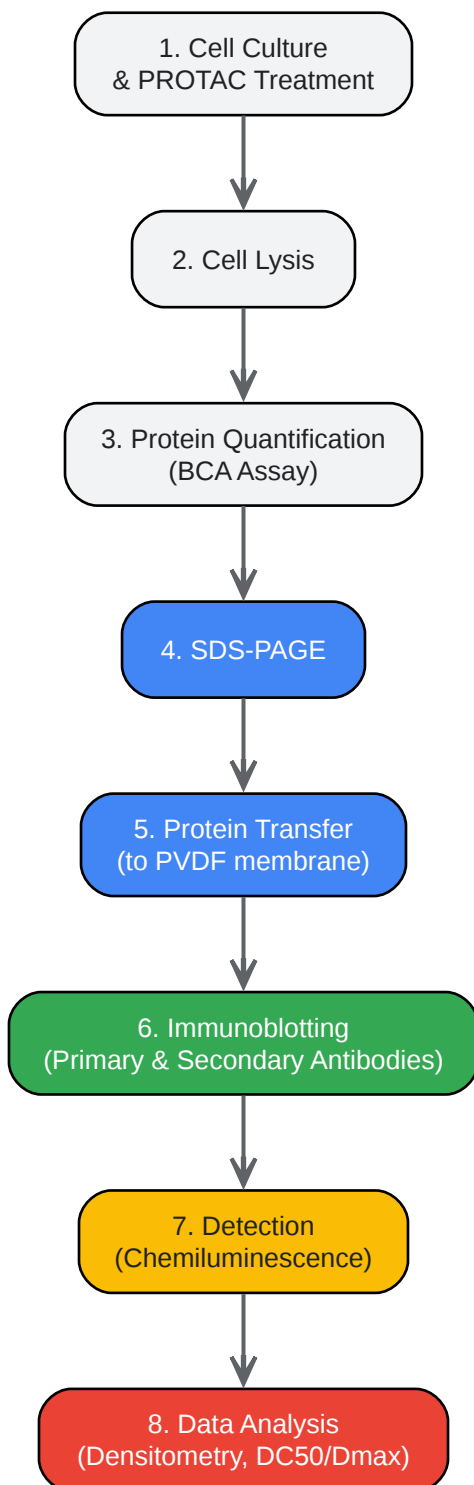 1. Cell Culture
& PROTAC Treatment
2. Cell Lysis
3. Protein Quantification
(BCA Assay)
4. SDS-PAGE
5. Protein Transfer
(to PVDF membrane)
6. Immunoblotting
(Primary & Secondary Antibodies)
7. Detection
(Chemiluminescence)
8. Data Analysis
(Densitometry, DC50/Dmax)